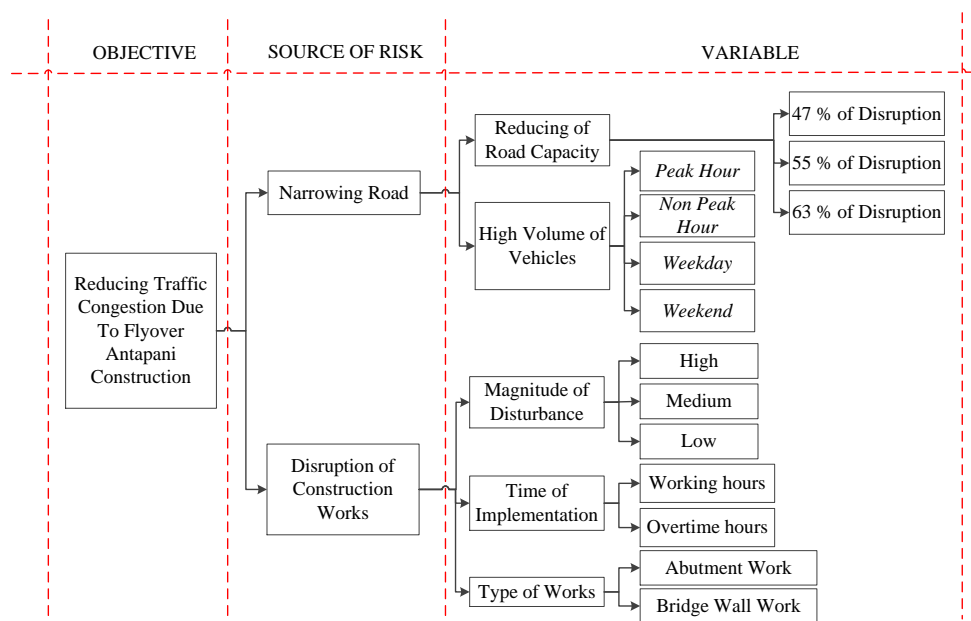 OBJECTIVE
SOURCE OF RISK
VARIABLE
Reducing Traffic
Congestion Due
To Flyover
Antapani
Construction
Narrowing Road
Disruption of
Construction
Works
Reducing of
Road Capacity
47 % of Disruption
55 % of Disruption
63 % of Disruption
High Volume of
Vehicles
Peak Hour
Non Peak
Hour
Weekday
Weekend
Magnitude of
Disturbance
High
Medium
Low
Time of
Implementation
Working hours
Overtime hours
Type of Works
Abutment Work
Bridge Wall Work